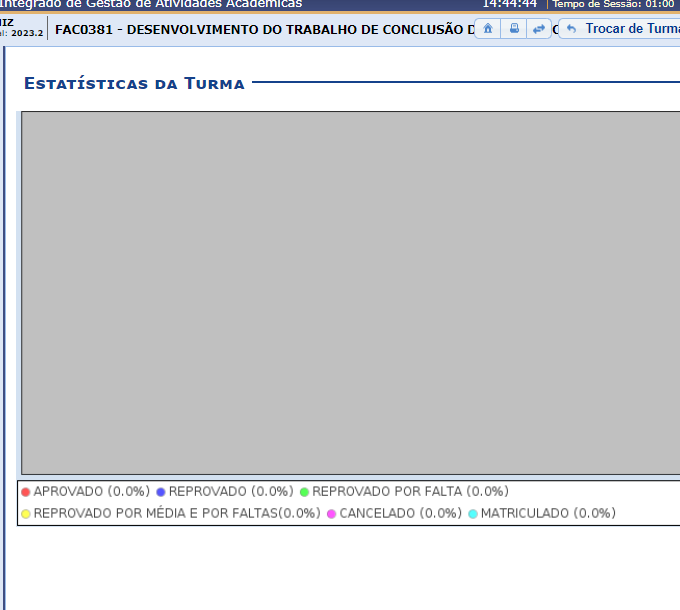 Integrado de Gestão de Atividades Acadêmicas 14:44:44 Tempo de Sessão: 01:00
IZ
l: 2023.2 FAC0381 - DESENVOLVIMENTO DO TRABALHO DE CONCLUSÃO Trocar de Turma
Estatísticas da Turma
APROVADO (0.0%) REPROVADO (0.0%) REPROVADO POR FALTA (0.0%)
REPROVADO POR MÉDIA E POR FALTAS(0.0%) CANCELADO (0.0%) MATRICULADO (0.0%)